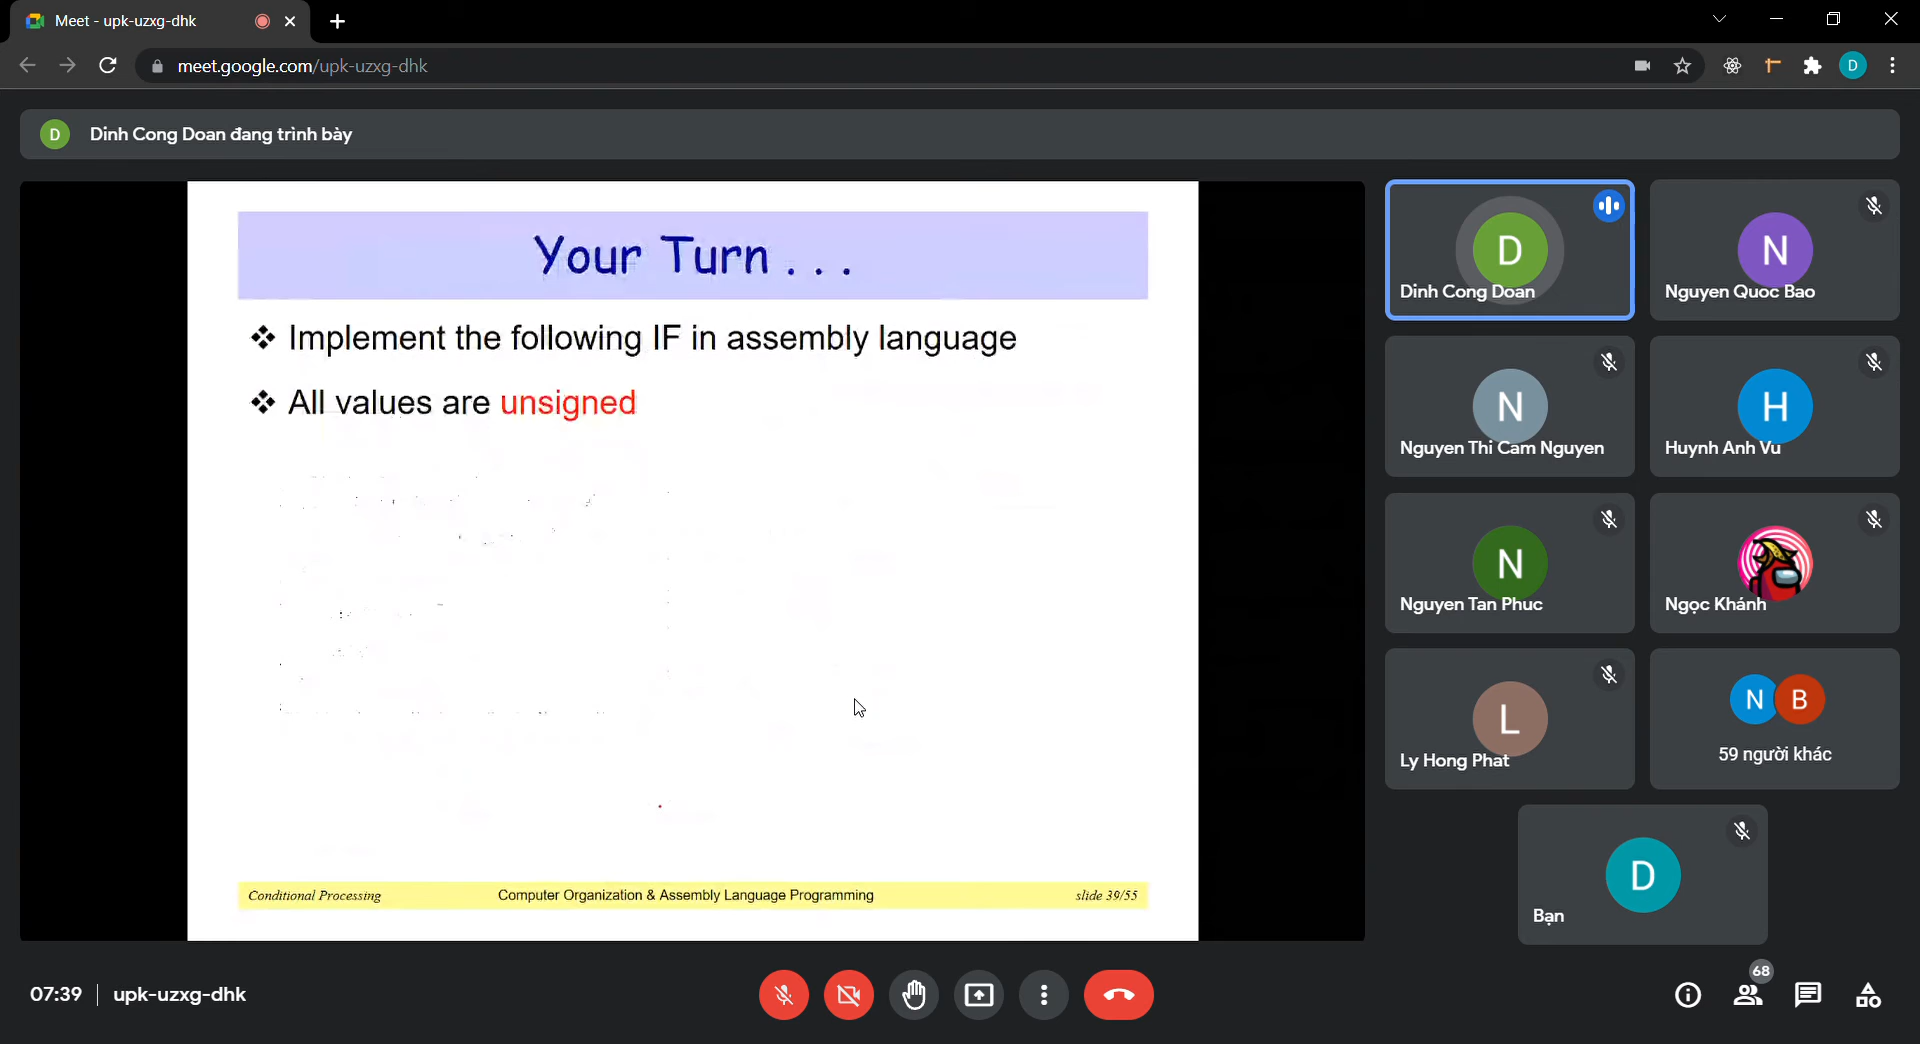 Meet - upk-uzxg-dhk
meet.google.com/upk-uzxg-dhk
D
D
Dinh Cong Doan đang trình bày
Your Turn . . .
❖ Implement the following IF in assembly language
❖ All values are unsigned
Conditional Processing
Computer Organization & Assembly Language Programming
slide 39/55
D
Dinh Cong Doan
N
Nguyen Quoc Bao
N
Nguyen Thi Cam Nguyen
H
Huynh Anh Vu
N
Nguyen Tan Phuc
Ngọc Khánh
L
Ly Hong Phat
N
B
59 người khác
D
Bạn
07:39
upk-uzxg-dhk
68